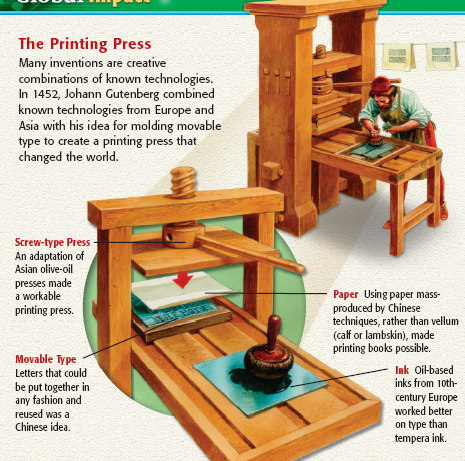 Global Impact
The Printing Press
Many inventions are creative
combinations of known technologies.
In 1452, Johann Gutenberg combined
known technologies from Europe and
Asia with his idea for molding movable
type to create a printing press that
changed the world.
Screw-type Press
An adaptation of
Asian olive-oil
presses made
a workable
printing press.
Movable Type
Letters that could
be put together in
any fashion and
reused was a
Chinese idea.
Paper Using paper mass-
produced by Chinese
techniques, rather than vellum
(calf or lambskin), made
printing books possible.
Ink Oil-based
inks from 10th-
century Europe
worked better
on type than
tempera ink.